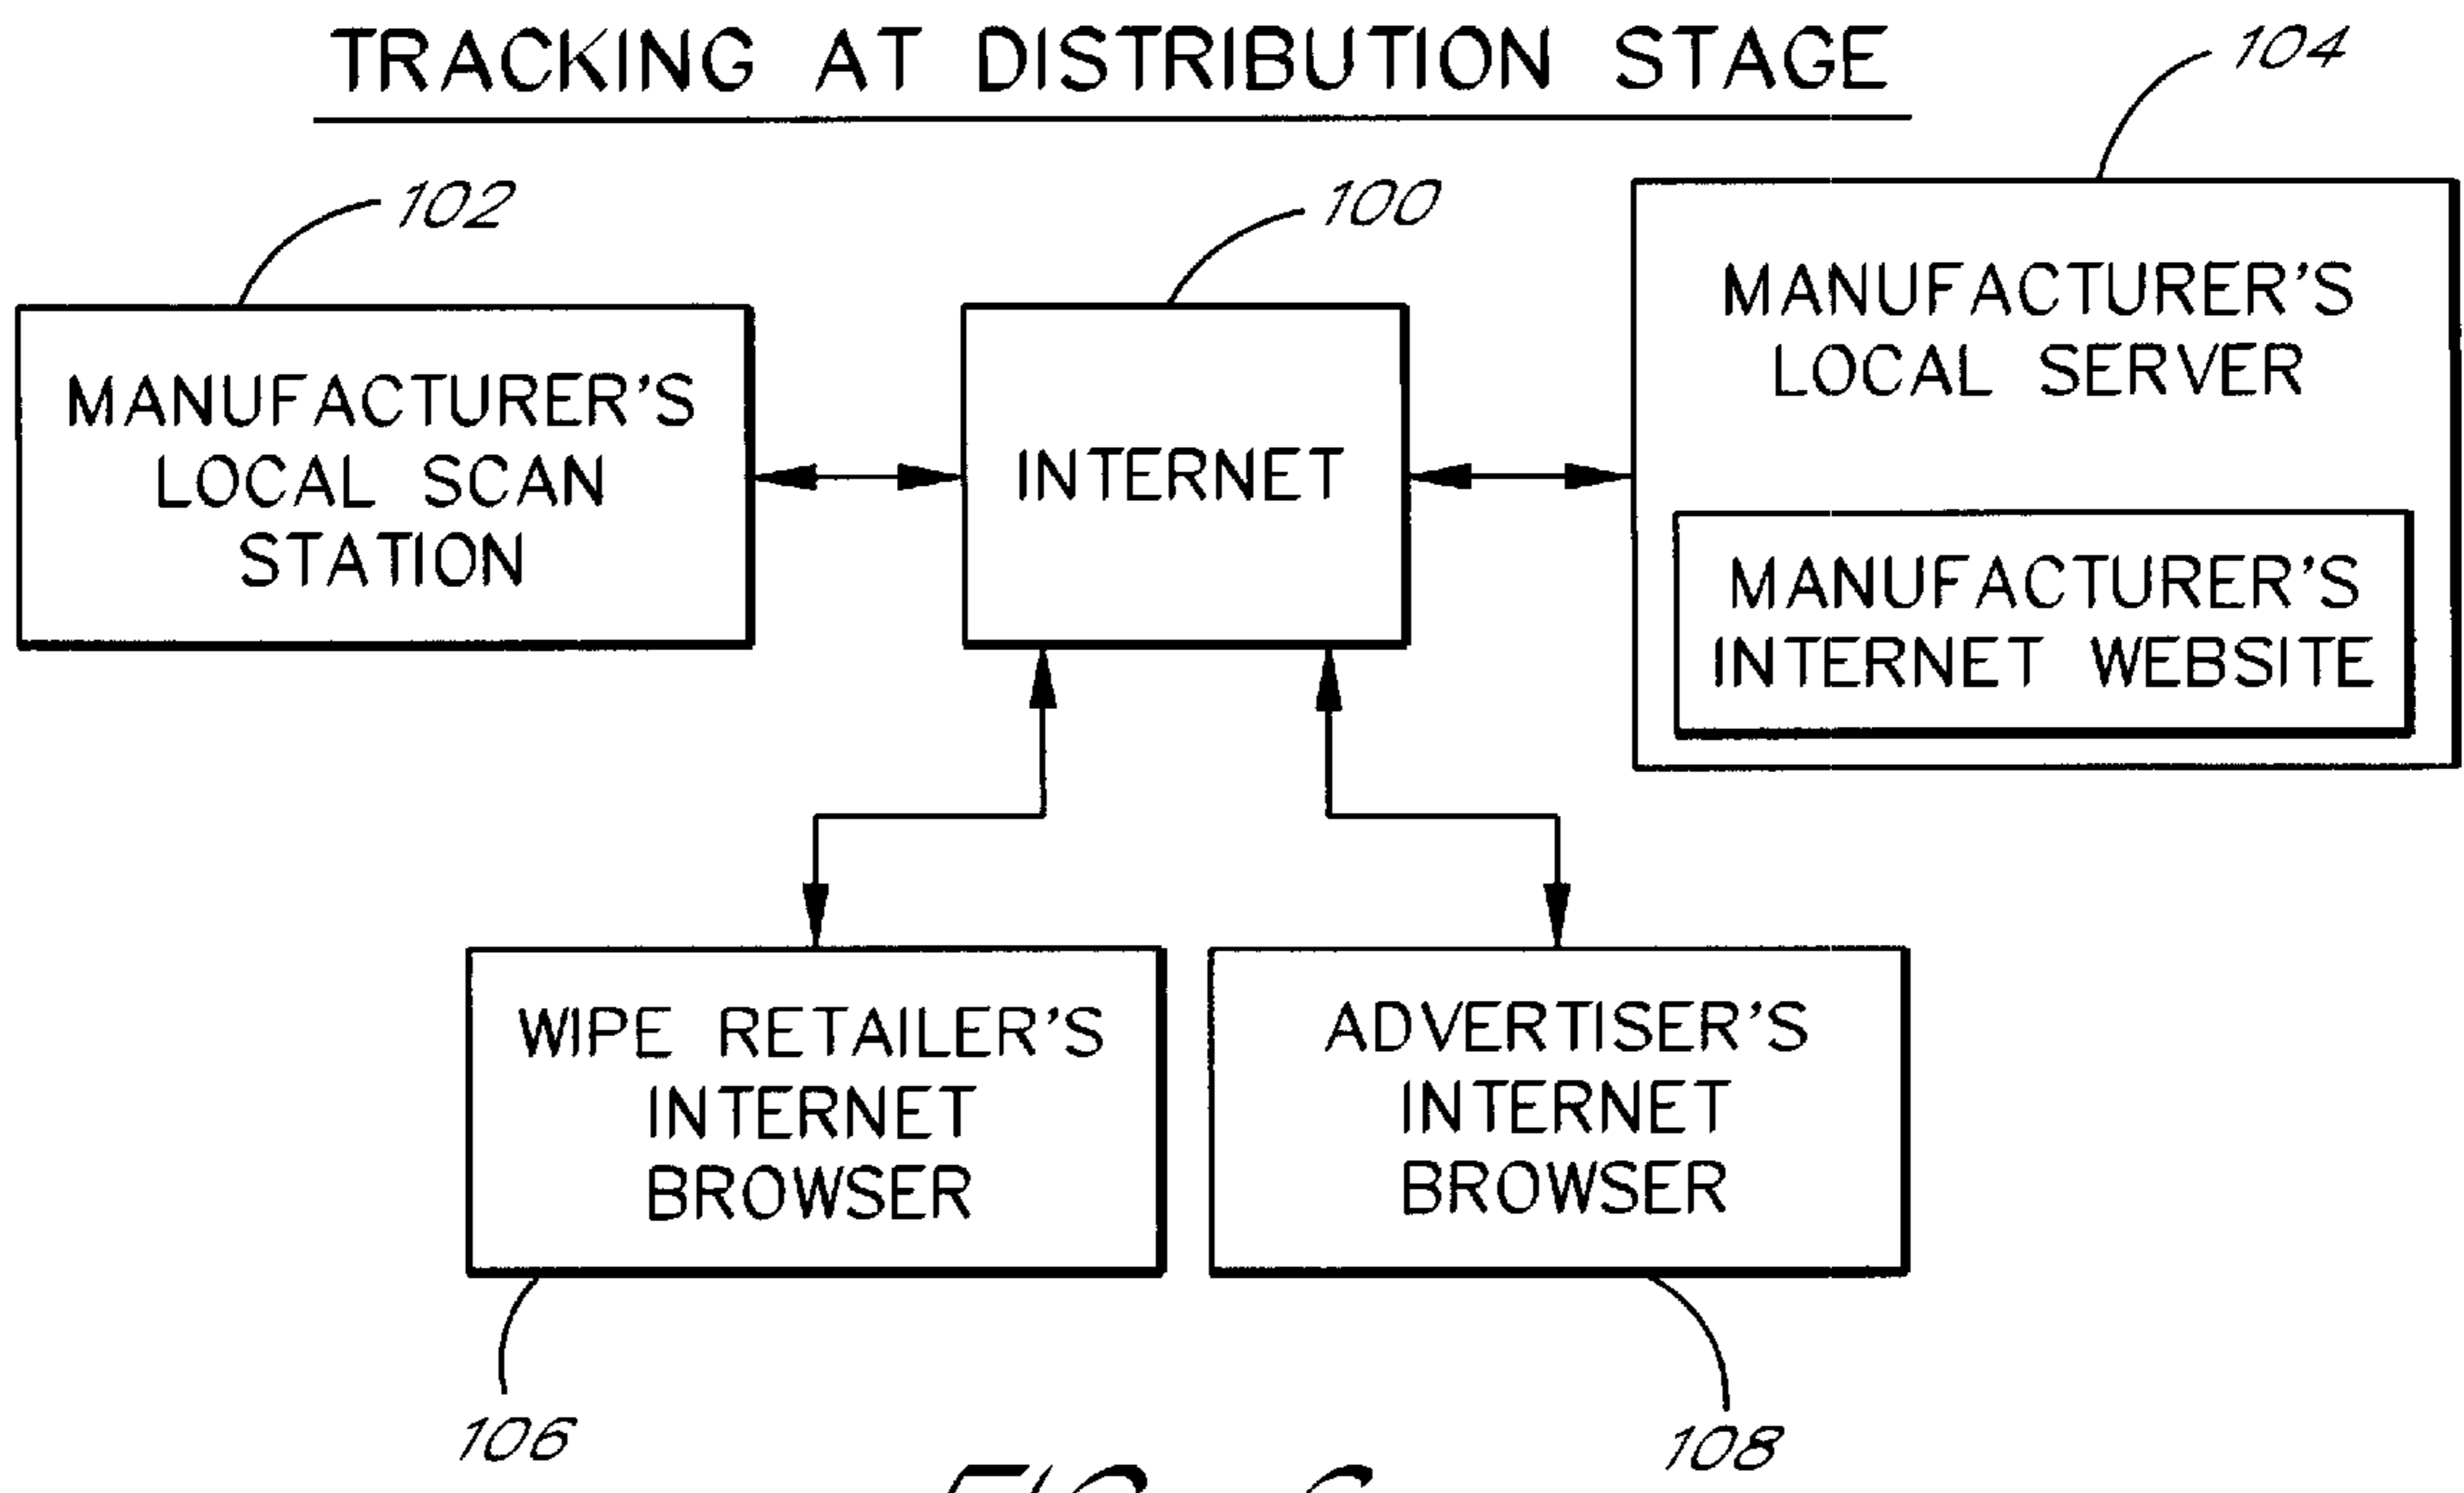 TRACKING AT DISTRIBUTION STAGE
104
102
100
MANUFACTURER'S
LOCAL SCAN
STATION
INTERNET
MANUFACTURER'S
LOCAL SERVER
MANUFACTURER'S
INTERNET WEBSITE
WIPE RETAILER'S
INTERNET
BROWSER
ADVERTISER'S
INTERNET
BROWSER
106
108